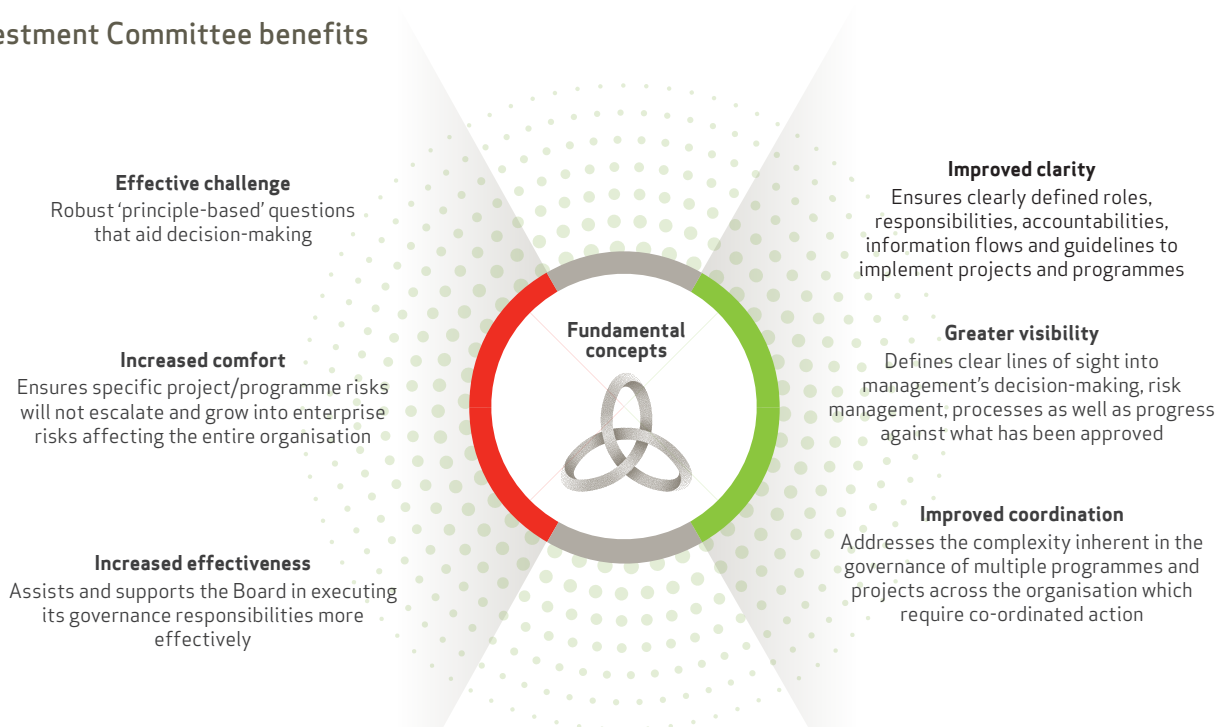 estment Committee benefits
Effective challenge
Robust 'principle-based' questions
that aid decision-making
Increased comfort
Ensures specific project/programme risks
will not escalate and grow into enterprise
risks affecting the entire organisation
Increased effectiveness
Assists and supports the Board in executing
its governance responsibilities more
effectively
Fundamental
concepts
Improved clarity
Ensures clearly defined roles,
responsibilities, accountabilities,
information flows and guidelines to
implement projects and programmes
Greater visibility
Defines clear lines of sight into
management's decision-making, risk
management, processes as well as progress
against what has been approved
Improved coordination
Addresses the complexity inherent in the
governance of multiple programmes and
projects across the organisation which
require co-ordinated action